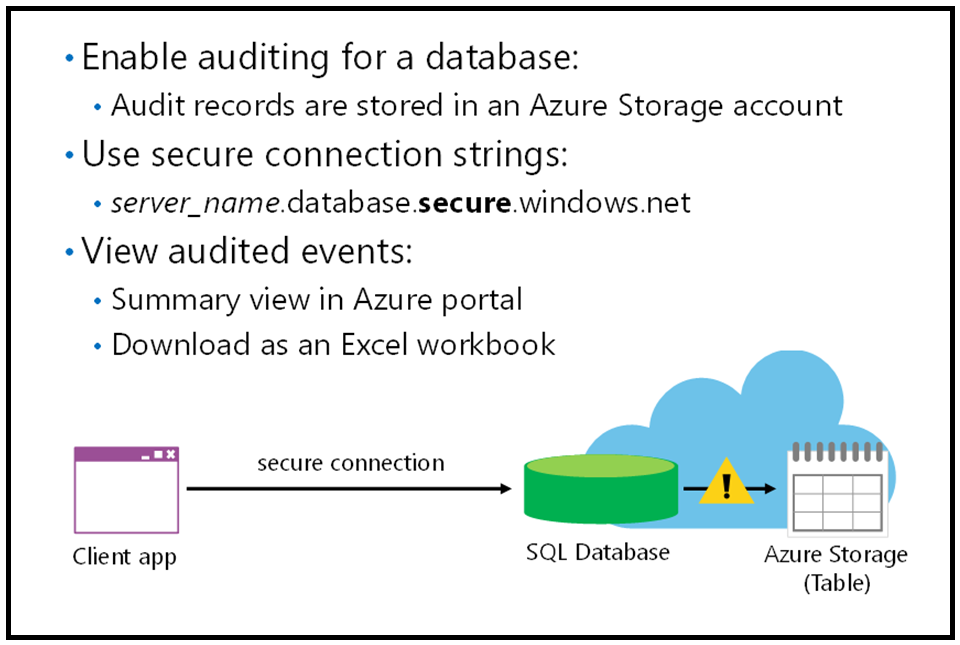 • Enable auditing for a database:
• Audit records are stored in an Azure Storage account
• Use secure connection strings:
• server_name.database.secure.windows.net
• View audited events:
• Summary view in Azure portal
• Download as an Excel workbook
secure connection
!
Client app
SQL Database
Azure Storage
(Table)